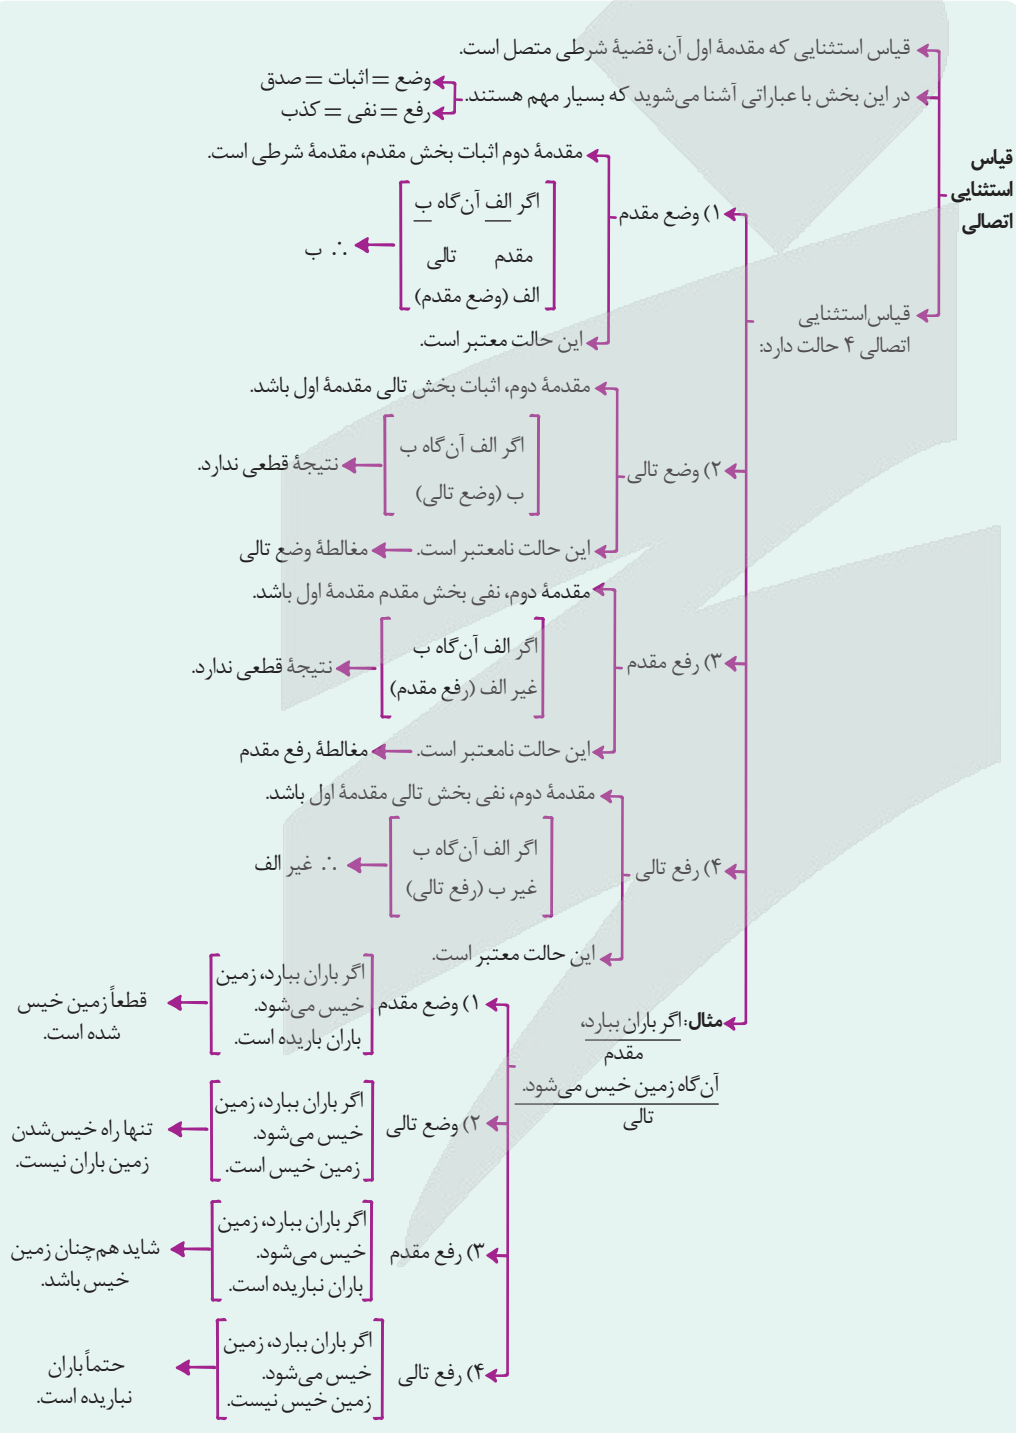 قیاس
استثنایی
اتصالی
قیاس استثنایی که مقدمهٔ اول آن، قضیهٔ شرطی متصل است.
در این بخش با عباراتی آشنا می‌شوید که بسیار مهم هستند.
وضع = اثبات = صدق
رفع = نفی = کذب
قیاس استثنایی
اتصالی ۴ حالت دارد:
۱) وضع مقدم
مقدمهٔ دوم اثبات بخش مقدم، مقدمهٔ شرطی است.
اگر الف آن‌گاه ب
مقدم تالی
الف (وضع مقدم)
∴ ب
این حالت معتبر است.
۲) وضع تالی
مقدمهٔ دوم، اثبات بخش تالی مقدمهٔ اول باشد.
اگر الف آن‌گاه ب
ب (وضع تالی)
نتیجهٔ قطعی ندارد.
این حالت نامعتبر است. مغالطهٔ وضع تالی
۳) رفع مقدم
مقدمهٔ دوم، نفی بخش مقدم مقدمهٔ اول باشد.
اگر الف آن‌گاه ب
غیر الف (رفع مقدم)
نتیجهٔ قطعی ندارد.
این حالت نامعتبر است. مغالطهٔ رفع مقدم
۴) رفع تالی
مقدمهٔ دوم، نفی بخش تالی مقدمهٔ اول باشد.
اگر الف آن‌گاه ب
غیر ب (رفع تالی)
∴ غیر الف
این حالت معتبر است.
مثال: اگر باران ببارد،
مقدم
آن‌گاه زمین خیس می‌شود.
تالی
۱) وضع مقدم
اگر باران ببارد، زمین
خیس می‌شود.
باران باریده است.
قطعاً زمین خیس
شده است.
۲) وضع تالی
اگر باران ببارد، زمین
خیس می‌شود.
زمین خیس است.
تنها راه خیس‌شدن
زمین باران نیست.
۳) رفع مقدم
اگر باران ببارد، زمین
خیس می‌شود.
باران نباریده است.
شاید هم‌چنان زمین
خیس باشد.
۴) رفع تالی
اگر باران ببارد، زمین
خیس می‌شود.
زمین خیس نیست.
حتماً باران
نباریده است.